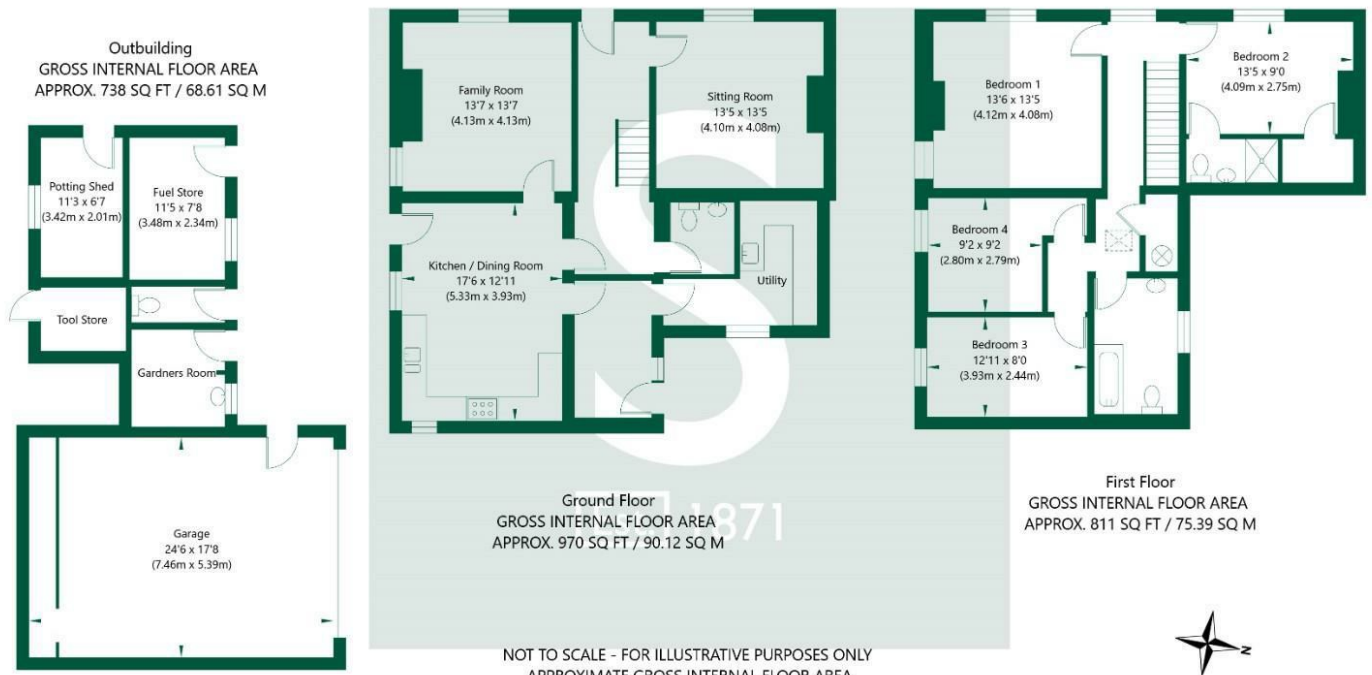 Outbuilding
GROSS INTERNAL FLOOR AREA
APPROX. 738 SQ FT / 68.61 SQ M
Potting Shed
11'3 x 6'7
(3.42m x 2.01m)
Fuel Store
11'5 x 7'8
(3.48m x 2.34m)
Tool Store
Gardners Room
Garage
24'6 x 17'8
(7.46m x 5.39m)
Family Room
13'7 x 13'7
(4.13m x 4.13m)
Sitting Room
13'5 x 13'5
(4.10m x 4.08m)
Kitchen / Dining Room
17'6 x 12'11
(5.33m x 3.93m)
Utility
S
Est. 1871
Ground Floor
GROSS INTERNAL FLOOR AREA
APPROX. 970 SQ FT / 90.12 SQ M
Bedroom 1
13'6 x 13'5
(4.12m x 4.08m)
Bedroom 2
13'5 x 9'0
(4.09m x 2.75m)
Bedroom 4
9'2 x 9'2
(2.80m x 2.79m)
Bedroom 3
12'11 x 8'0
(3.93m x 2.44m)
First Floor
GROSS INTERNAL FLOOR AREA
APPROX. 811 SQ FT / 75.39 SQ M
N
NOT TO SCALE - FOR ILLUSTRATIVE PURPOSES ONLY
APPROXIMATE GROSS INTERNAL FLOOR AREA